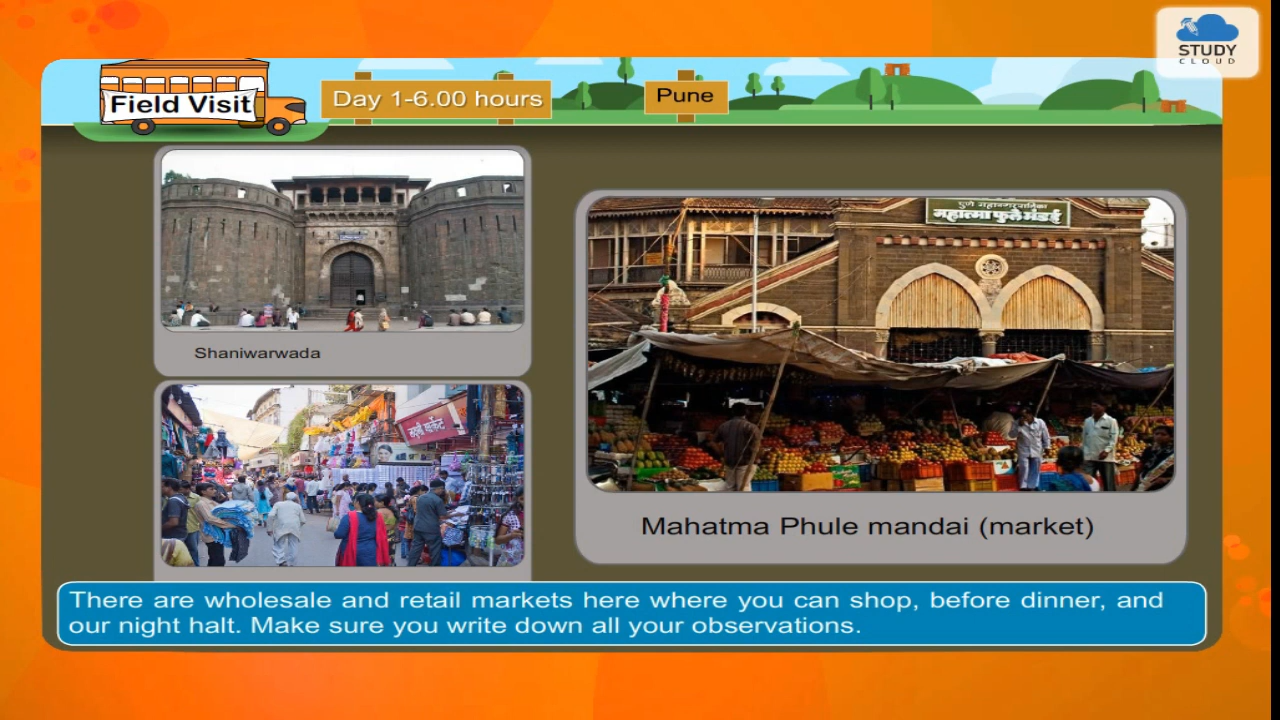 STUDY
CLOUD
Field Visit
Day 1-6.00 hours
Pune
Shaniwarwada
पुणे महानगरपालिका
महात्मा फुले मंडई
Mahatma Phule mandai (market)
There are wholesale and retail markets here where you can shop, before dinner, and
our night halt. Make sure you write down all your observations.